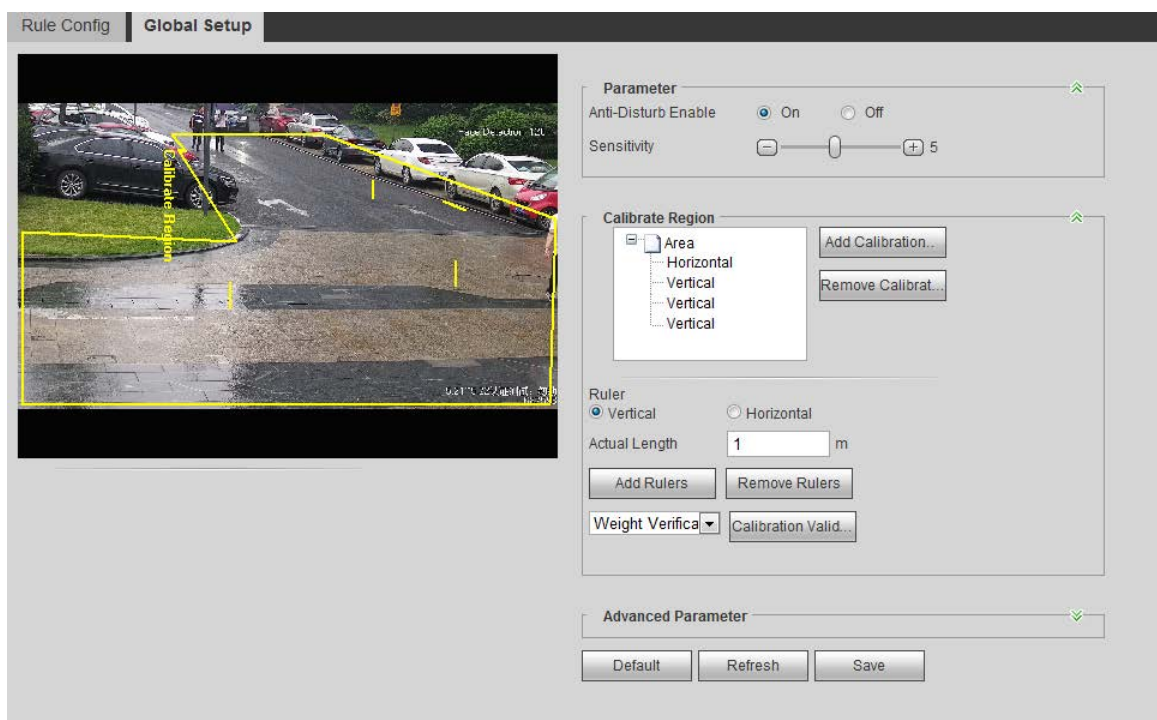 Rule Config Global Setup
Calibrate Region
Parameter
Anti-Disturb Enable On Off
Sensitivity 5
Calibrate Region
Area
Horizontal
Vertical
Vertical
Vertical
Add Calibration..
Remove Calibrat...
Ruler
Vertical Horizontal
Actual Length 1 m
Add Rulers Remove Rulers
Weight Verifica Calibration Valid...
Advanced Parameter
Default Refresh Save